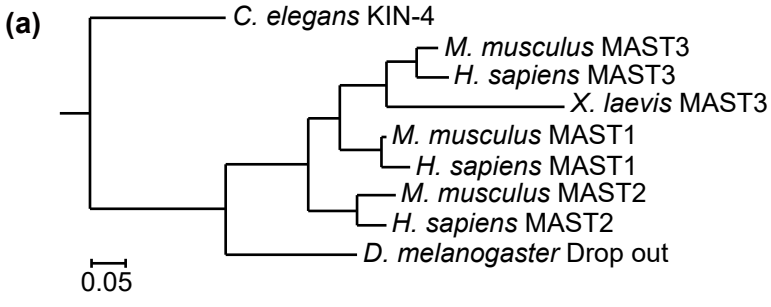 (a)
C. elegans KIN-4
M. musculus MAST3
H. sapiens MAST3
X. laevis MAST3
M. musculus MAST1
H. sapiens MAST1
M. musculus MAST2
H. sapiens MAST2
D. melanogaster Drop out
0.05